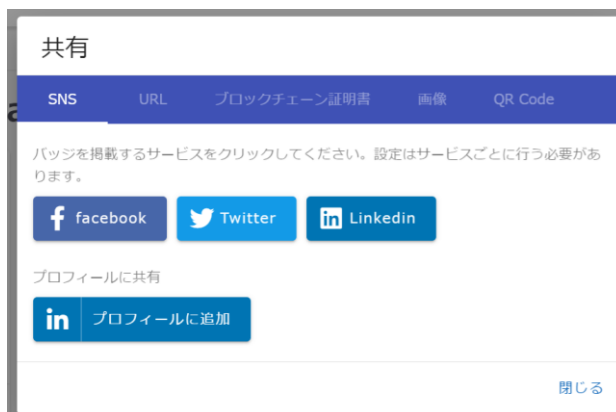 共有
SNS URL ブロックチェーン証明書 画像 QR Code
バッジを掲載するサービスをクリックしてください。設定はサービスごとに行う必要があ
ります。
facebook Twitter Linkedin
プロフィールに共有
プロフィールに追加
閉じる